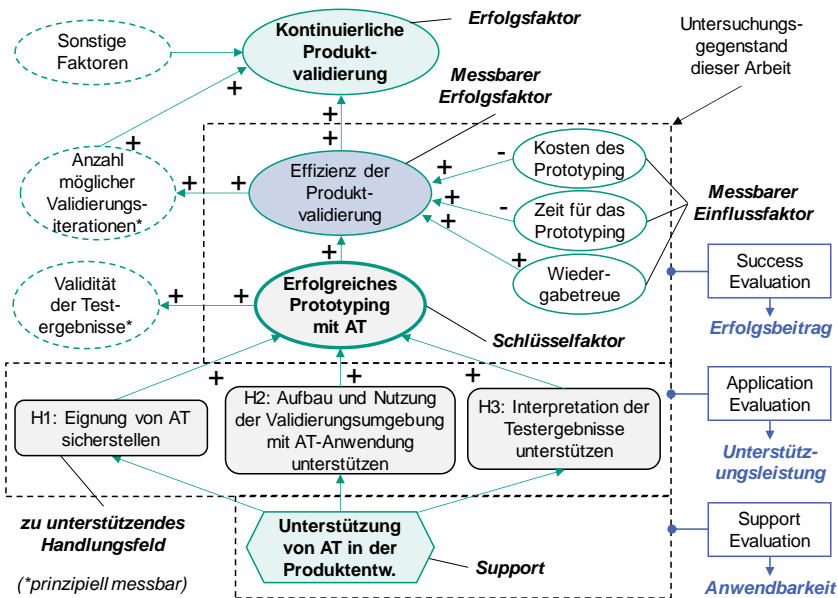 Sonstige
Faktoren
Kontinuierliche
Produkt-
validierung
Erfolgsfaktor
Untersuchungs-
gegenstand
dieser Arbeit
Messbarer
Erfolgsfaktor
+
+
+
+
Anzahl
möglicher
Validierungs-
iterationen*
+
+
Effizienz der
Produkt-
validierung
+
+
+
-
-
+
Kosten des
Prototyping
Zeit für das
Prototyping
Wieder-
gabetreue
Messbarer
Einflussfaktor
+
Validität
der Test-
ergebnisse*
+
+
Erfolgreiches
Prototyping
mit AT
Schlüsselfaktor
Success
Evaluation
Erfolgsbeitrag
+
+
+
H1: Eignung von AT
sicherstellen
H2: Aufbau und Nutzung
der Validierungsumgebung
mit AT-Anwendung
unterstützen
H3: Interpretation der
Testergebnisse
unterstützen
Application
Evaluation
Unterstütz-
ungsleistung
zu unterstützendes
Handlungsfeld
(*prinzipiell messbar)
Unterstützung
von AT in der
Produktentw.
Support
Support
Evaluation
Anwendbarkeit